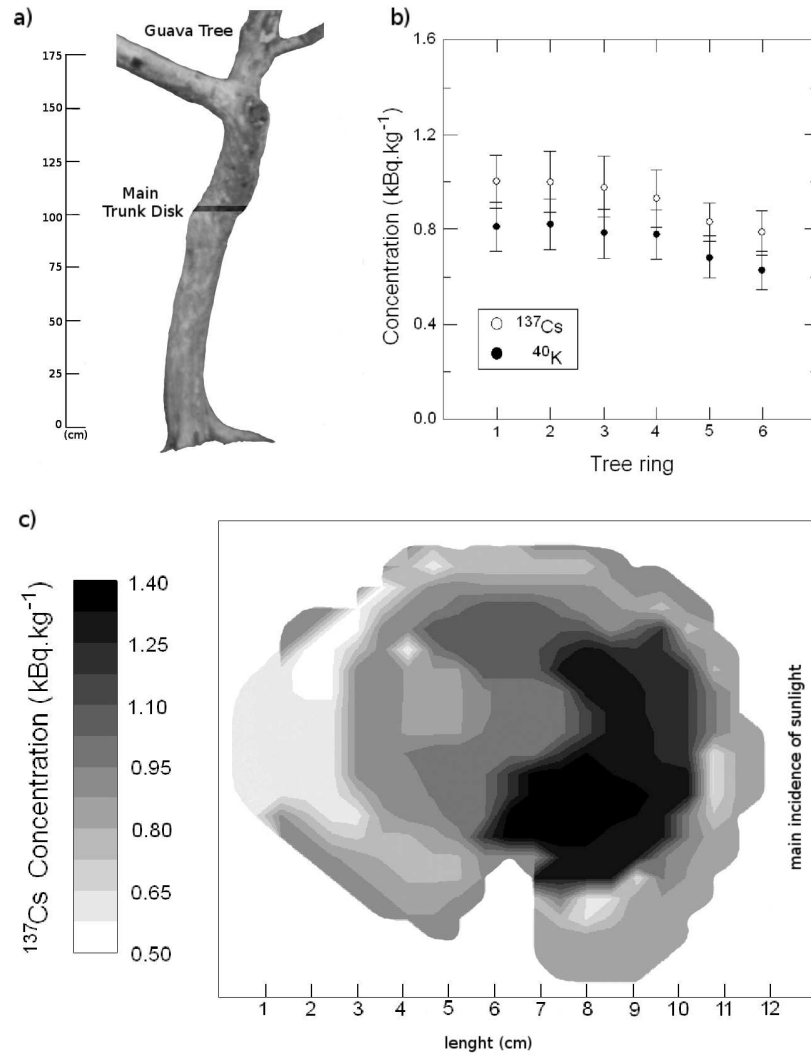 a)
Guava Tree
175
150
125
Main
Trunk Disk
100
75
50
25
0
(cm)
b)
Concentration (kBq.kg⁻¹)
1.6
1.2
0.8
0.4
0.0
¹³⁷Cs
⁴⁰K
1 2 3 4 5 6
Tree ring
c)
¹³⁷Cs Concentration (kBq.kg⁻¹)
1.40
1.25
1.10
0.95
0.80
0.65
0.50
main incidence of sunlight
1 2 3 4 5 6 7 8 9 10 11 12
lenght (cm)